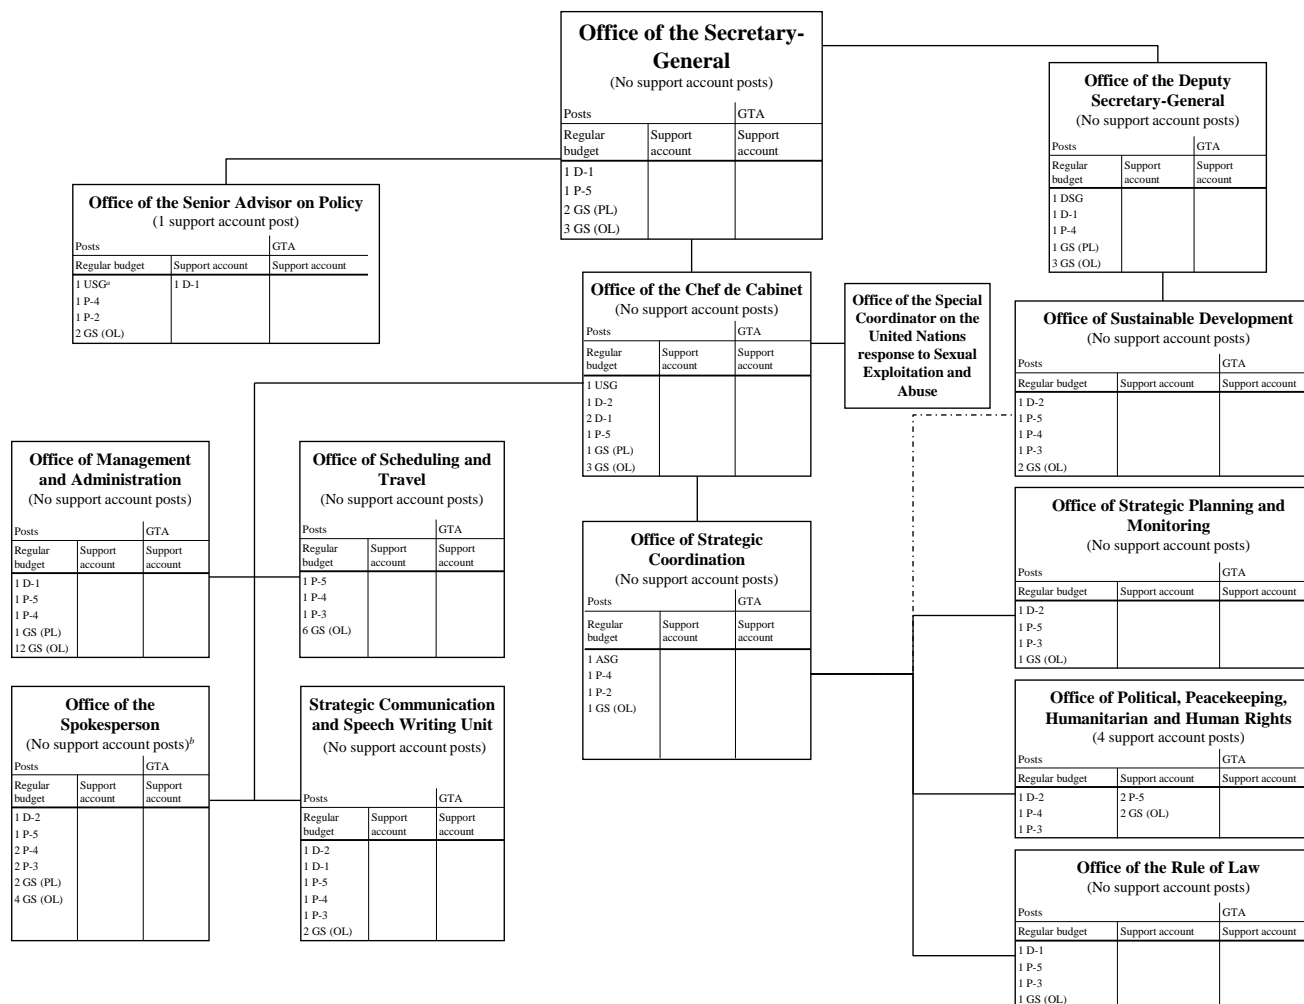 Office of the Secretary-
General
(No support account posts)
Posts GTA
Regular Support Support
budget account account
1 D-1
1 P-5
2 GS (PL)
3 GS (OL)
Office of the Deputy
Secretary-General
(No support account posts)
Posts GTA
Regular Support Support
budget account account
1 DSG
1 D-1
1 P-4
1 GS (PL)
3 GS (OL)
Office of the Senior Advisor on Policy
(1 support account post)
Posts GTA
Regular budget Support account Support account
1 USGa 1 D-1
1 P-4
1 P-2
2 GS (OL)
Office of the Chef de Cabinet
(No support account posts)
Posts GTA
Regular Support Support
budget account account
1 USG
1 D-2
2 D-1
1 P-5
1 GS (PL)
3 GS (OL)
Office of the Special
Coordinator on the
United Nations
response to Sexual
Exploitation and
Abuse
Office of Sustainable Development
(No support account posts)
Posts GTA
Regular budget Support account Support account
1 D-2
1 P-5
1 P-4
1 P-3
2 GS (OL)
Office of Management
and Administration
(No support account posts)
Posts GTA
Regular Support Support
budget account account
1 D-1
1 P-5
1 P-4
1 GS (PL)
12 GS (OL)
Office of Scheduling and
Travel
(No support account posts)
Posts GTA
Regular Support Support
budget account account
1 P-5
1 P-4
1 P-3
6 GS (OL)
Office of Strategic
Coordination
(No support account posts)
Posts GTA
Regular Support Support
budget account account
1 ASG
1 P-4
1 P-2
1 GS (OL)
Office of Strategic Planning and
Monitoring
(No support account posts)
Posts GTA
Regular budget Support account Support account
1 D-2
1 P-5
1 P-3
1 GS (OL)
Office of the
Spokesperson
(No support account posts)b
Posts GTA
Regular Support Support
budget account account
1 D-2
1 P-5
2 P-4
2 P-3
2 GS (PL)
4 GS (OL)
Strategic Communication
and Speech Writing Unit
(No support account posts)
Posts GTA
Regular Support Support
budget account account
1 D-2
1 D-1
1 P-5
1 P-4
1 P-3
2 GS (OL)
Office of Political, Peacekeeping,
Humanitarian and Human Rights
(4 support account posts)
Posts GTA
Regular budget Support account Support account
1 D-2 2 P-5
1 P-4 2 GS (OL)
1 P-3
Office of the Rule of Law
(No support account posts)
Posts GTA
Regular budget Support account Support account
1 D-1
1 P-5
1 P-3
1 GS (OL)